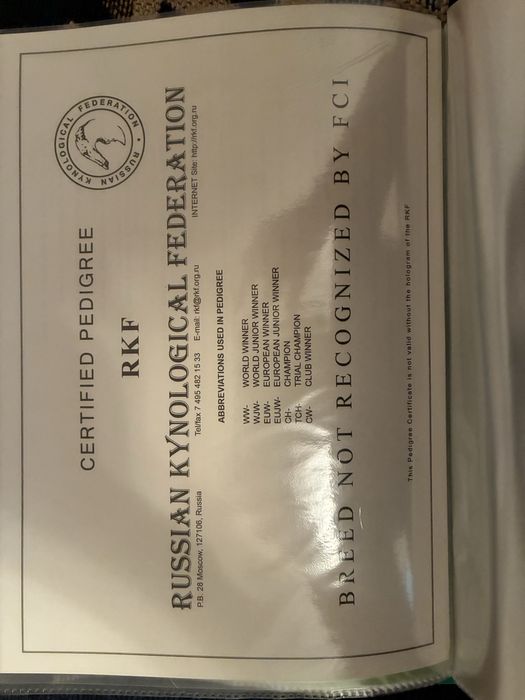 RUSSIAN KYNOLOGICAL FEDERATION
CERTIFIED PEDIGREE
RKF
RUSSIAN KYNOLOGICAL FEDERATION
P.B. 28 Moscow, 127106, Russia Tel/fax 7 495 482 15 33 E-mail: rkf@rkf.org.ru INTERNET Site: http://rkf.org.ru
ABBREVIATIONS USED IN PEDIGREE
WW- WORLD WINNER
WJW- WORLD JUNIOR WINNER
EUW- EUROPEAN WINNER
EUJW- EUROPEAN JUNIOR WINNER
CH- CHAMPION
TCH- TRIAL CHAMPION
CW- CLUB WINNER
BREED NOT RECOGNIZED BY FCI
This Pedigree Certificate is not valid without the hologram of the RKF